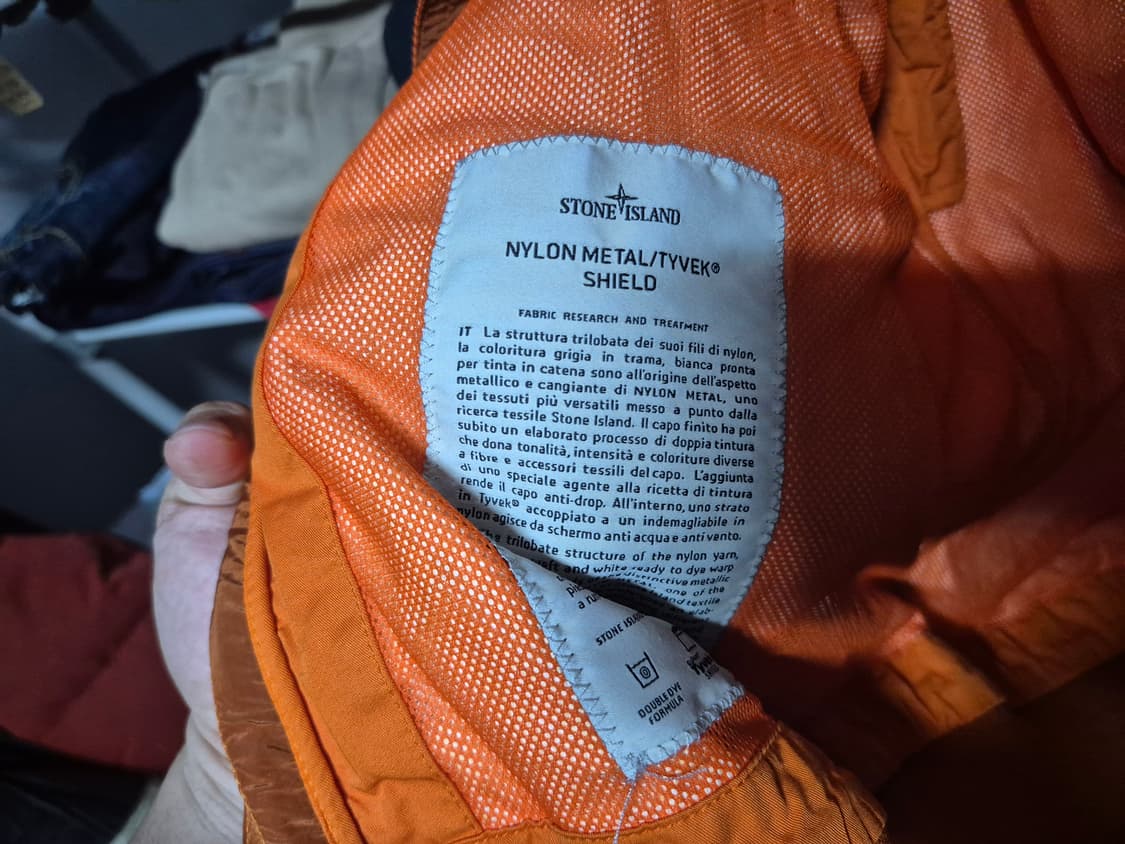 STONE ISLAND
NYLON METAL/TYVEK®
SHIELD
FABRIC RESEARCH AND TREATMENT
IT La struttura trilobata dei suoi fili di nylon,
la coloritura grigia in trama, bianca pronta
per tinta in catena sono all'origine dell'aspetto
metallico e cangiante di NYLON METAL, uno
dei tessuti più versatili messo a punto dalla
ricerca tessile Stone Island. Il capo finito ha poi
subito un elaborato processo di doppia tintura
che dona tonalità, intensità e coloriture diverse
a fibre e accessori tessili del capo. L'aggiunta
di uno speciale agente alla ricetta di tintura
rende il capo anti-drop. All'interno, uno strato
in Tyvek® accoppiato a un indemagliabile in
nylon agisce da schermo anti acqua e anti vento.
trilobate structure of the nylon yarn,
and white ready to dye warp
distinctive metallic
one of the
textile
a
STONE
DOUBLE DYE
FORMULA